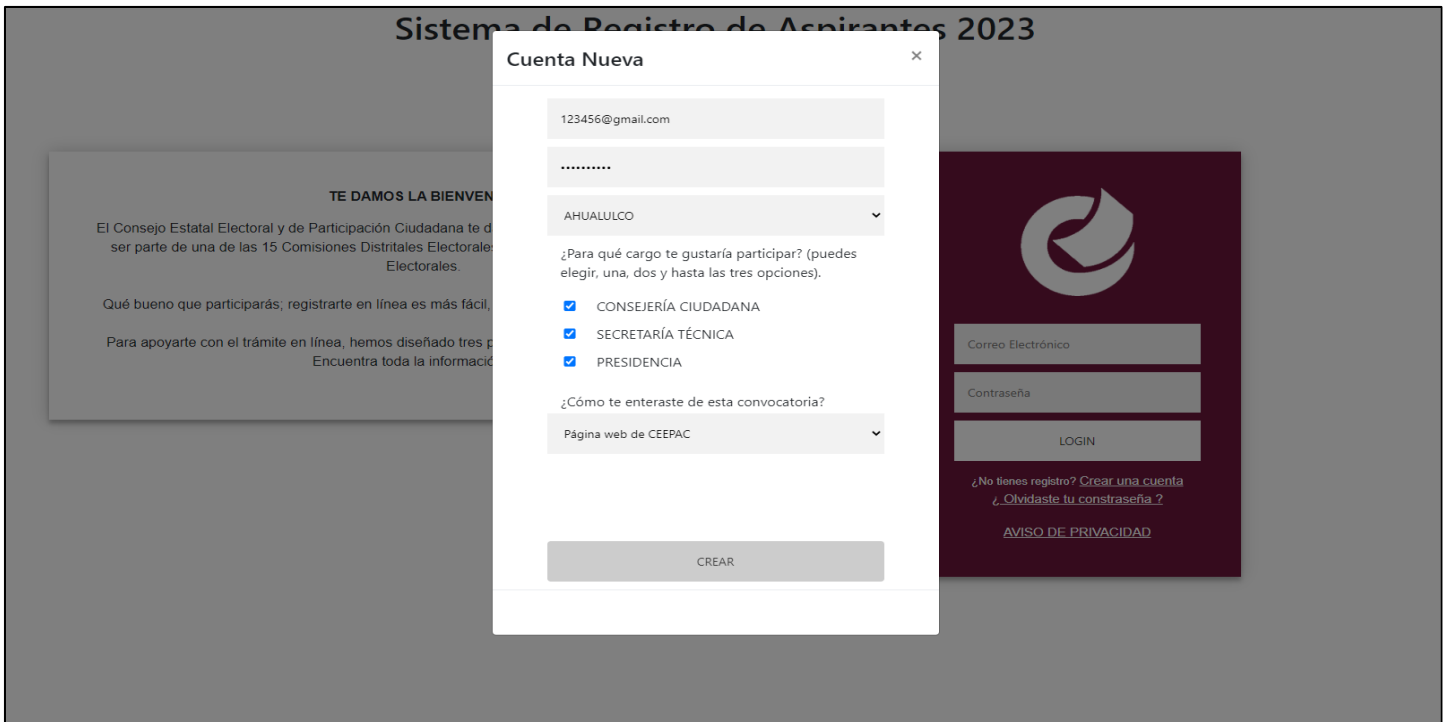 Sistema de Registro de Aspirantes 2023
Cuenta Nueva
×
123456@gmail.com
••••••••••
AHUALULCO
¿Para qué cargo te gustaría participar? (puedes
elegir, una, dos y hasta las tres opciones).
CONSEJERÍA CIUDADANA
SECRETARÍA TÉCNICA
PRESIDENCIA
¿Cómo te enteraste de esta convocatoria?
Página web de CEEPAC
CREAR
TE DAMOS LA BIENVEN
El Consejo Estatal Electoral y de Participación Ciudadana te d
ser parte de una de las 15 Comisiones Distritales Electorale
Electorales.
Qué bueno que participarás; registrarte en línea es más fácil,
Para apoyarte con el trámite en línea, hemos diseñado tres p
Encuentra toda la informació
Correo Electrónico
Contraseña
LOGIN
¿No tienes registro? Crear una cuenta
¿ Olvidaste tu constraseña ?
AVISO DE PRIVACIDAD